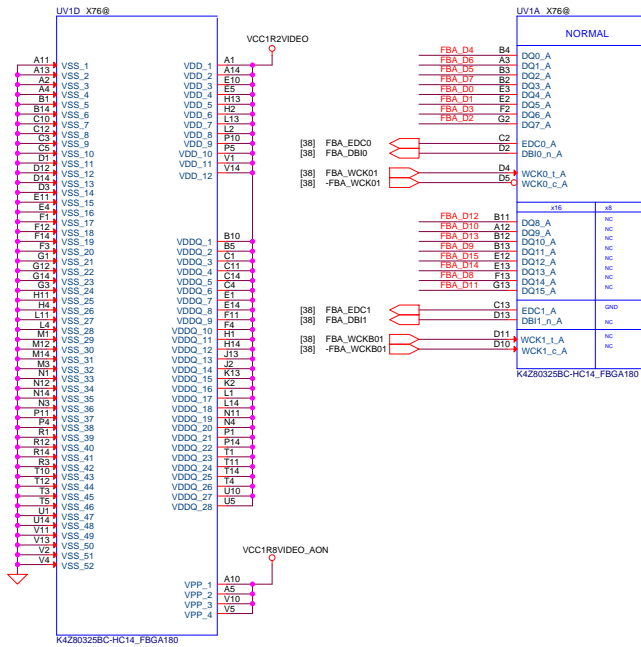 UV1D X76@
VCC1R2VIDEO
A11 VSS_1
A13 VSS_2
A2 VSS_3
A4 VSS_4
B1 VSS_5
B14 VSS_6
C10 VSS_7
C12 VSS_8
C3 VSS_9
C5 VSS_10
D1 VSS_11
D12 VSS_12
D14 VSS_13
D3 VSS_14
E11 VSS_15
E4 VSS_16
F1 VSS_17
F12 VSS_18
F14 VSS_19
F3 VSS_20
G1 VSS_21
G12 VSS_22
G14 VSS_23
G3 VSS_24
H11 VSS_25
H4 VSS_26
L11 VSS_27
L4 VSS_28
M1 VSS_29
M12 VSS_30
M14 VSS_31
M3 VSS_32
N1 VSS_33
N12 VSS_34
N14 VSS_35
N3 VSS_36
P11 VSS_37
P4 VSS_38
R1 VSS_39
R12 VSS_40
R14 VSS_41
R3 VSS_42
T10 VSS_43
T12 VSS_44
T3 VSS_45
T5 VSS_46
U1 VSS_47
U14 VSS_48
V11 VSS_49
V13 VSS_50
V2 VSS_51
V4 VSS_52
VDD_1 A1
VDD_2 A14
VDD_3 E10
VDD_4 E5
VDD_5 H13
VDD_6 H2
VDD_7 L13
VDD_8 L2
VDD_9 P10
VDD_10 P5
VDD_11 V1
VDD_12 V14
VDDQ_1 B10
VDDQ_2 B5
VDDQ_3 C1
VDDQ_4 C11
VDDQ_5 C14
VDDQ_6 C4
VDDQ_7 E1
VDDQ_8 E14
VDDQ_9 F11
VDDQ_10 F4
VDDQ_11 H1
VDDQ_12 H14
VDDQ_13 J13
VDDQ_14 J2
VDDQ_15 K13
VDDQ_16 K2
VDDQ_17 L1
VDDQ_18 L14
VDDQ_19 N11
VDDQ_20 N4
VDDQ_21 P1
VDDQ_22 P14
VDDQ_23 T1
VDDQ_24 T11
VDDQ_25 T14
VDDQ_26 T4
VDDQ_27 U10
VDDQ_28 U5
VCC1R8VIDEO_AON
VPP_1 A10
VPP_2 A5
VPP_3 V10
VPP_4 V5
K4Z80325BC-HC14_FBGA180
UV1A X76@
NORMAL
FBA_D4 B4 DQ0_A
FBA_D6 A3 DQ1_A
FBA_D5 B3 DQ2_A
FBA_D7 B2 DQ3_A
FBA_D0 E3 DQ4_A
FBA_D1 E2 DQ5_A
FBA_D3 F2 DQ6_A
FBA_D2 G2 DQ7_A
[38] FBA_EDC0 C2 EDC0_A
[38] FBA_DBI0 D2 DBI0_n_A
[38] FBA_WCK01 D4 WCK0_t_A
[38] -FBA_WCK01 D5 WCK0_c_A
x16 x8
FBA_D12 B11 DQ8_A NC
FBA_D10 A12 DQ9_A NC
FBA_D13 B12 DQ10_A NC
FBA_D9 B13 DQ11_A NC
FBA_D15 E12 DQ12_A NC
FBA_D14 E13 DQ13_A NC
FBA_D8 F13 DQ14_A NC
FBA_D11 G13 DQ15_A NC
[38] FBA_EDC1 C13 EDC1_A GND
[38] FBA_DBI1 D13 DBI1_n_A NC
[38] FBA_WCKB01 D11 WCK1_t_A NC
[38] -FBA_WCKB01 D10 WCK1_c_A NC
K4Z80325BC-HC14_FBGA180